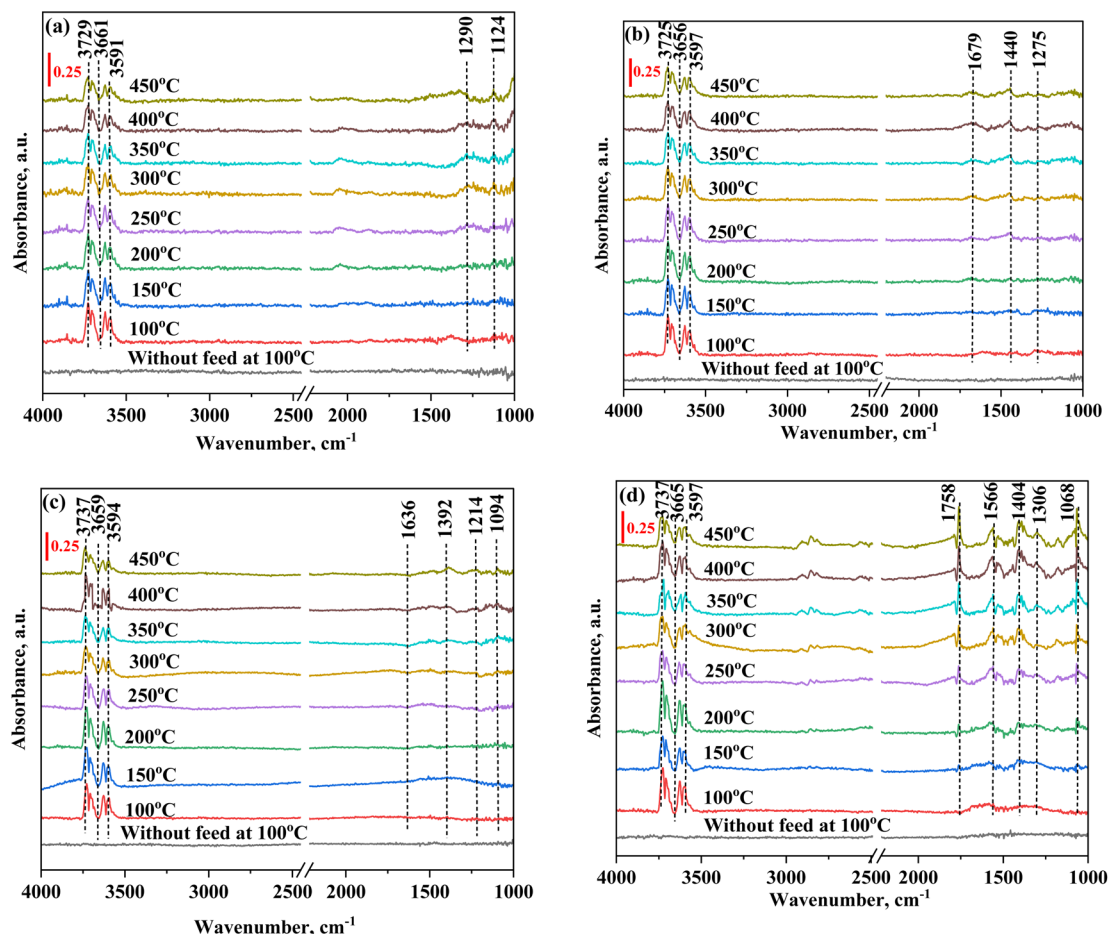 (a)
3729
3661
3591
1290
1124
0.25
450°C
400°C
350°C
300°C
250°C
200°C
150°C
100°C
Without feed at 100°C
Absorbance, a.u.
4000 3500 3000 2500 2000 1500 1000
Wavenumber, cm-1
(b)
3725
3656
3597
1679
1440
1275
0.25
450°C
400°C
350°C
300°C
250°C
200°C
150°C
100°C
Without feed at 100°C
Absorbance, a.u.
4000 3500 3000 2500 2000 1500 1000
Wavenumber, cm-1
(c)
3737
3659
3594
1636
1392
1214
1094
0.25
450°C
400°C
350°C
300°C
250°C
200°C
150°C
100°C
Without feed at 100°C
Absorbance, a.u.
4000 3500 3000 2500 2000 1500 1000
Wavenumber, cm-1
(d)
3737
3665
3597
1758
1566
1404
1306
1068
0.25
450°C
400°C
350°C
300°C
250°C
200°C
150°C
100°C
Without feed at 100°C
Absorbance, a.u.
4000 3500 3000 2500 2000 1500 1000
Wavenumber, cm-1